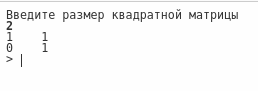 Введите размер квадратной матрицы
2
1    1
0    1
>